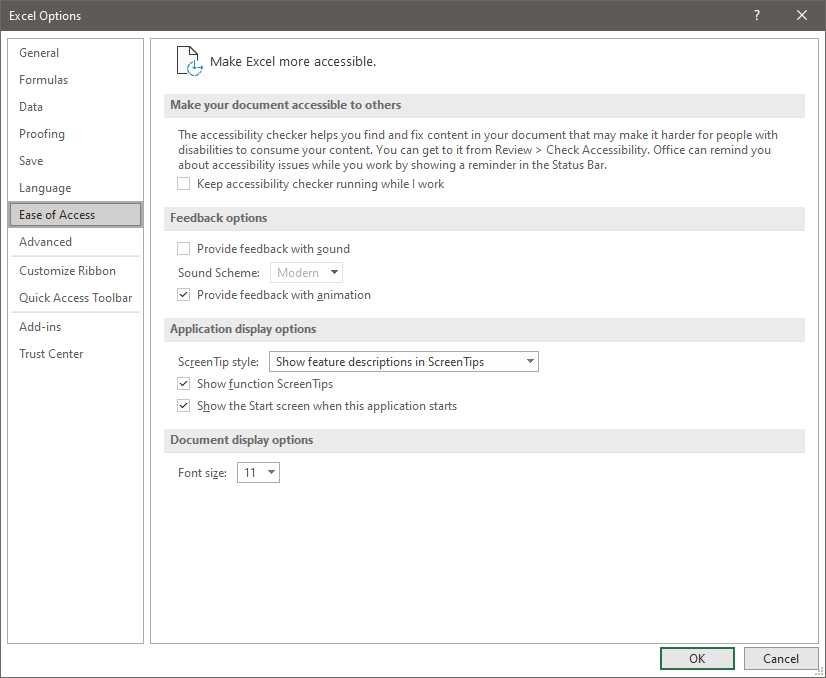 Excel Options
?
General
Formulas
Data
Proofing
Save
Language
Ease of Access
Advanced
Customize Ribbon
Quick Access Toolbar
Add-ins
Trust Center
Make Excel more accessible.
Make your document accessible to others
The accessibility checker helps you find and fix content in your document that may make it harder for people with
disabilities to consume your content. You can get to it from Review > Check Accessibility. Office can remind you
about accessibility issues while you work by showing a reminder in the Status Bar.
Keep accessibility checker running while I work
Feedback options
Provide feedback with sound
Sound Scheme: Modern
Provide feedback with animation
Application display options
ScreenTip style: Show feature descriptions in ScreenTips
Show function ScreenTips
Show the Start screen when this application starts
Document display options
Font size: 11
OK Cancel